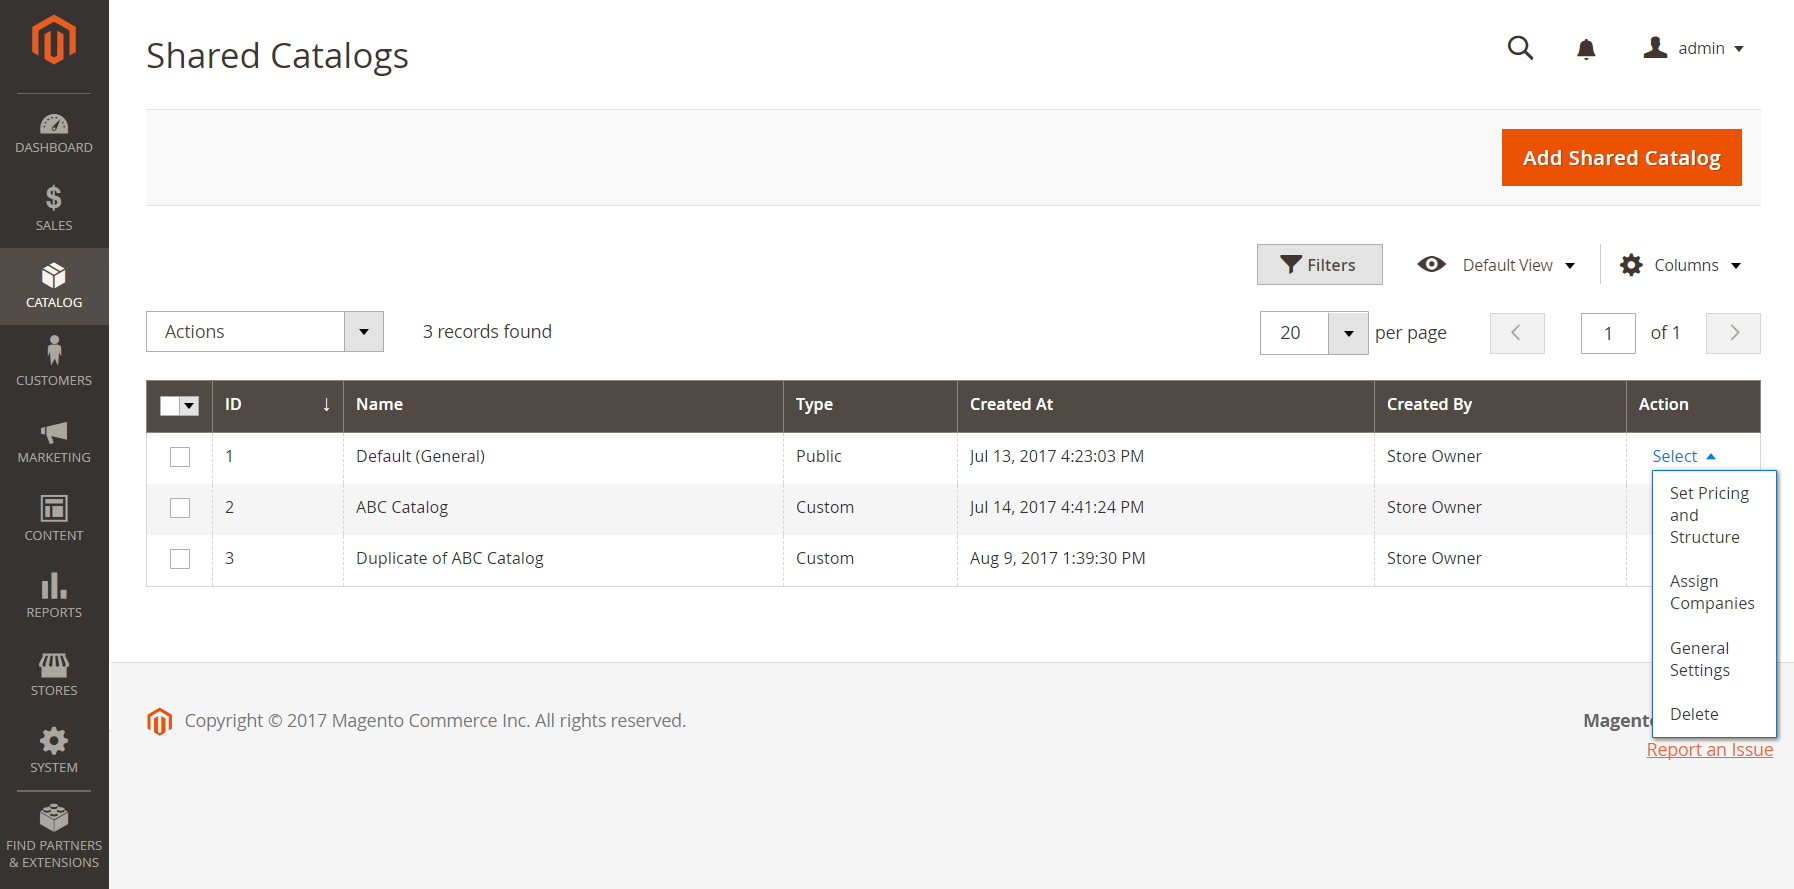 Shared Catalogs
admin
DASHBOARD
SALES
CATALOG
CUSTOMERS
MARKETING
CONTENT
REPORTS
STORES
SYSTEM
FIND PARTNERS
& EXTENSIONS
Add Shared Catalog
Filters
Default View
Columns
Actions
3 records found
20 per page
1 of 1
ID ↓ Name Type Created At Created By Action
1 Default (General) Public Jul 13, 2017 4:23:03 PM Store Owner Select
2 ABC Catalog Custom Jul 14, 2017 4:41:24 PM Store Owner
3 Duplicate of ABC Catalog Custom Aug 9, 2017 1:39:30 PM Store Owner
Set Pricing
and
Structure
Assign
Companies
General
Settings
Delete
Copyright © 2017 Magento Commerce Inc. All rights reserved.
Report an Issue